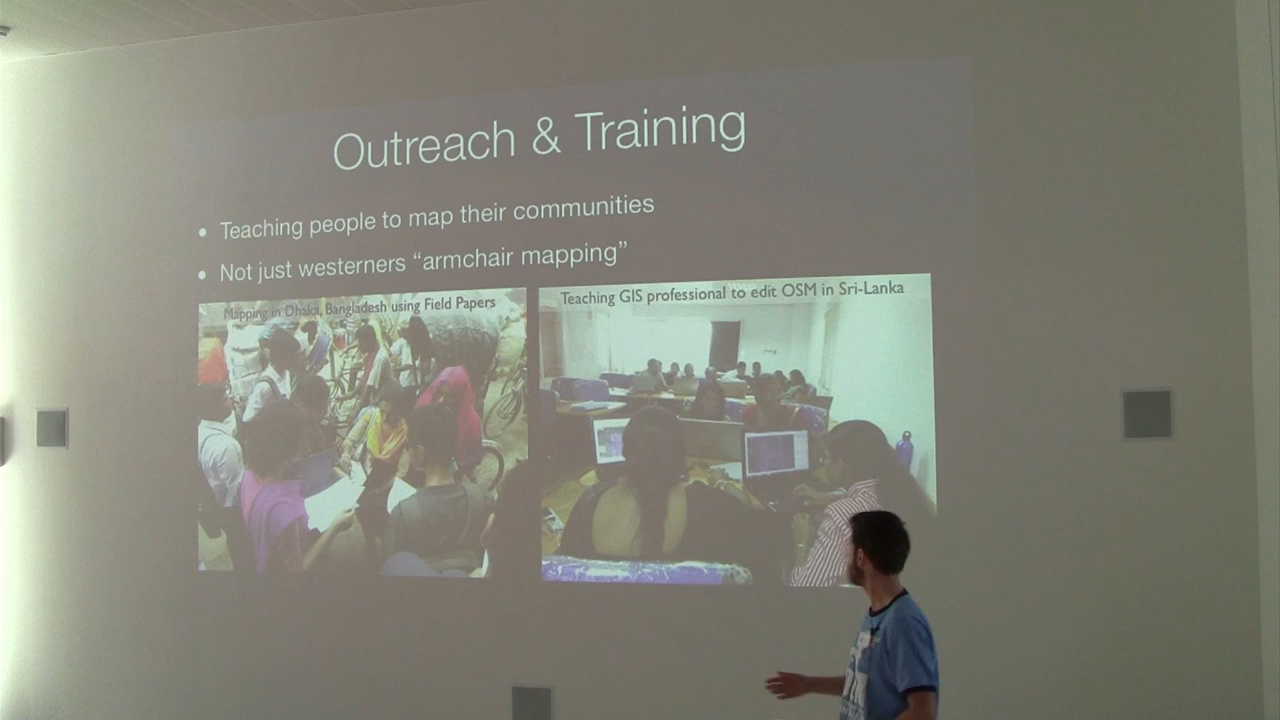 Outreach & Training
• Teaching people to map their communities
• Not just westerners “armchair mapping”
Mapping in Dhaka, Bangladesh using Field Papers
Teaching GIS professional to edit OSM in Sri-Lanka